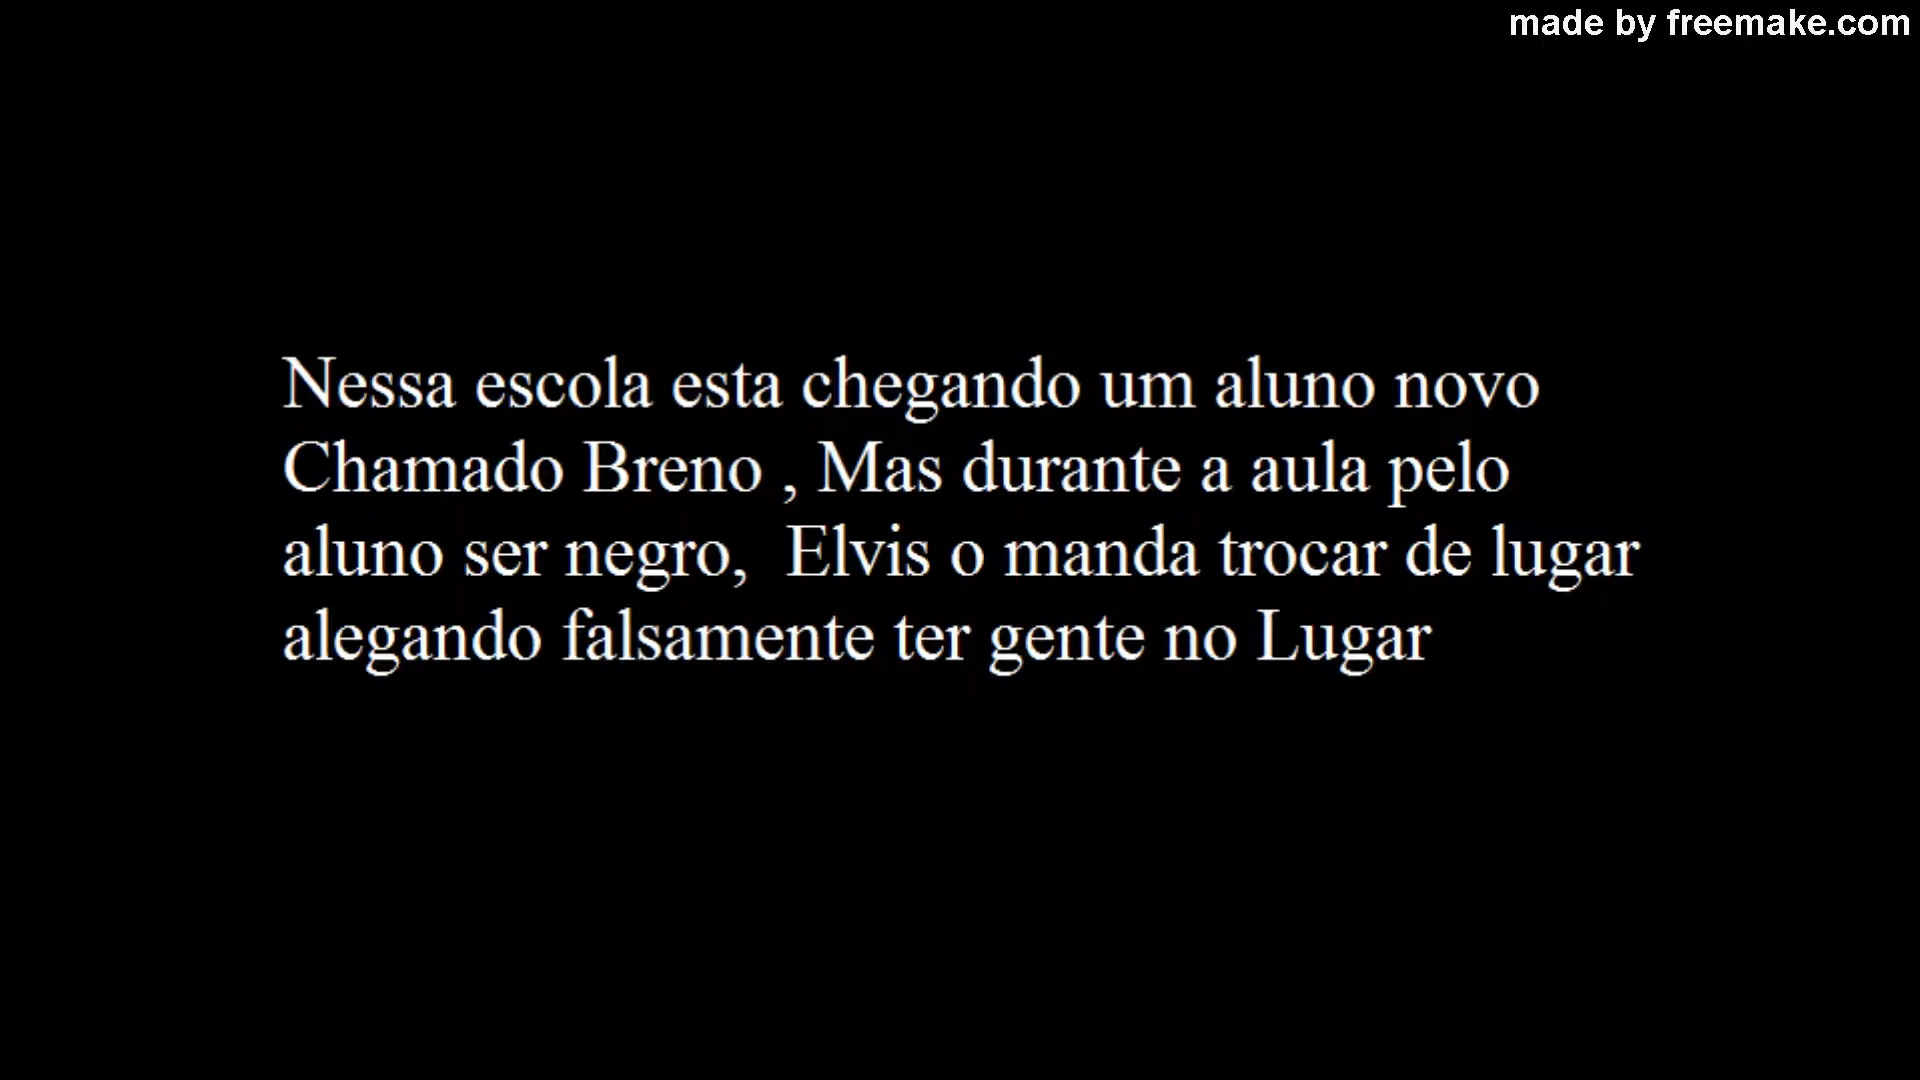 made by freemake.com
Nessa escola esta chegando um aluno novo
Chamado Breno , Mas durante a aula pelo
aluno ser negro,  Elvis o manda trocar de lugar
alegando falsamente ter gente no Lugar